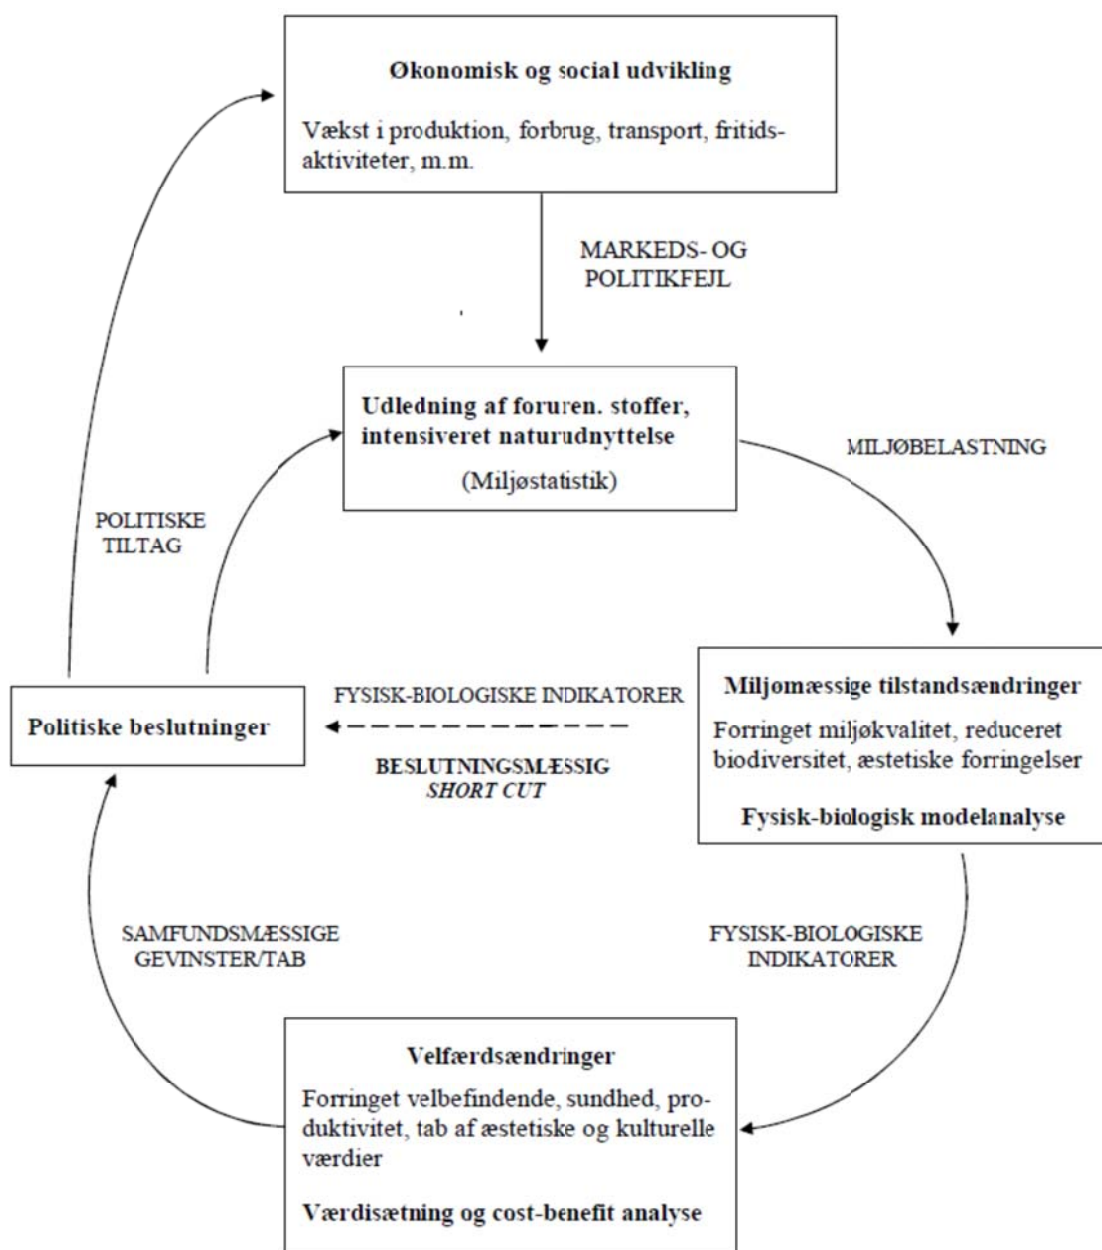 Økonomisk og social udvikling
Vækst i produktion, forbrug, transport, fritids-
aktiviteter, m.m.
MARKEDS- OG
POLITIKFEJL
Udledning af foruren. stoffer,
intensiveret naturudnyttelse
(Miljøstatistik)
MILJØBELASTNING
POLITISKE
TILTAG
Politiske beslutninger
FYSISK-BIOLOGISKE INDIKATORER
BESLUTNINGSMÆSSIG
SHORT CUT
Miljømæssige tilstandsændringer
Forringet miljøkvalitet, reduceret
biodiversitet, æstetiske forringelser
Fysisk-biologisk modelanalyse
SAMFUNDSMÆSSIGE
GEVINSTER/TAB
FYSISK-BIOLOGISKE
INDIKATORER
Velfærdsændringer
Forringet velbefindende, sundhed, pro-
duktivitet, tab af æstetiske og kulturelle
værdier
Værdisætning og cost-benefit analyse